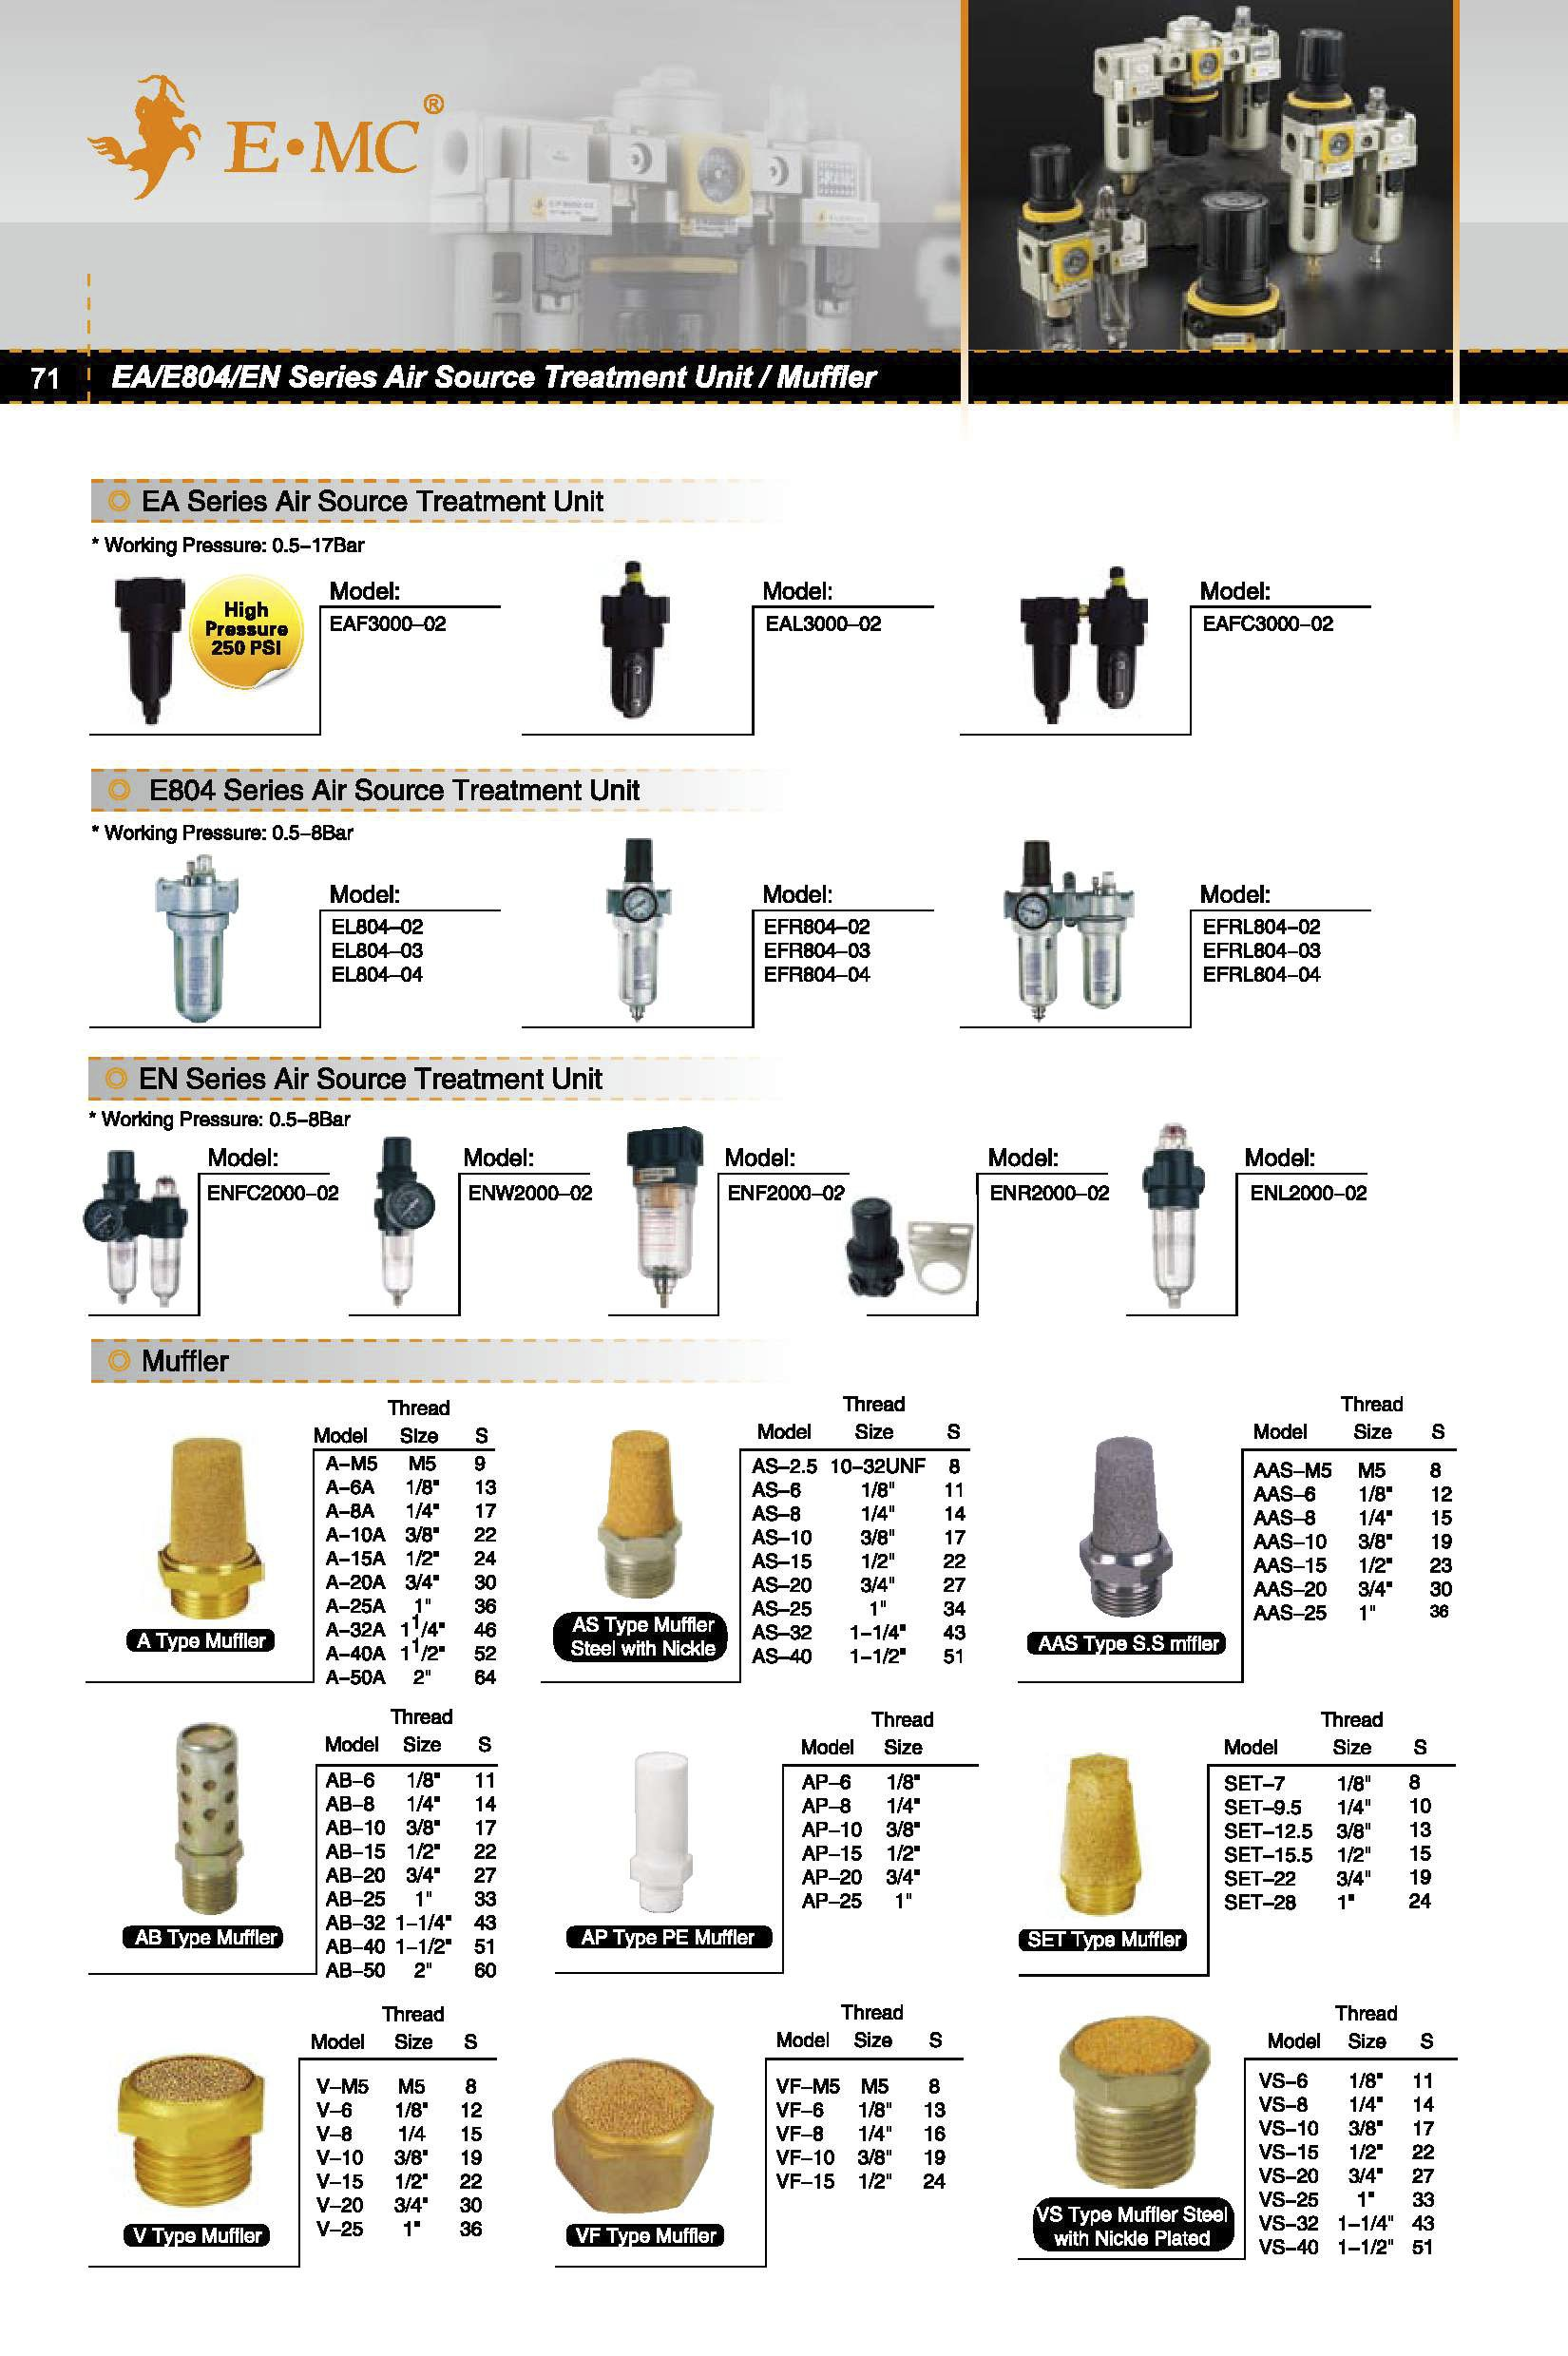 E•MC®
71 EA/E804/EN Series Air Source Treatment Unit / Muffler
EA Series Air Source Treatment Unit
* Working Pressure: 0.5-17Bar
High
Pressure
250 PSI
Model:
EAF3000-02
Model:
EAL3000-02
Model:
EAFC3000-02
E804 Series Air Source Treatment Unit
* Working Pressure: 0.5-8Bar
Model:
EL804-02
EL804-03
EL804-04
Model:
EFR804-02
EFR804-03
EFR804-04
Model:
EFRL804-02
EFRL804-03
EFRL804-04
EN Series Air Source Treatment Unit
* Working Pressure: 0.5-8Bar
Model:
ENFC2000-02
Model:
ENW2000-02
Model:
ENF2000-02
Model:
ENR2000-02
Model:
ENL2000-02
Muffler
Thread
Model Size S
A-M5 M5 9
A-6A 1/8" 13
A-8A 1/4" 17
A-10A 3/8" 22
A-15A 1/2" 24
A-20A 3/4" 30
A-25A 1" 36
A-32A 1 1/4" 46
A-40A 1 1/2" 52
A-50A 2" 64
A Type Muffler
Thread
Model Size S
AS-2.5 10-32UNF 8
AS-6 1/8" 11
AS-8 1/4" 14
AS-10 3/8" 17
AS-15 1/2" 22
AS-20 3/4" 27
AS-25 1" 34
AS-32 1-1/4" 43
AS-40 1-1/2" 51
AS Type Muffler
Steel with Nickle
Thread
Model Size S
AAS-M5 M5 8
AAS-6 1/8" 12
AAS-8 1/4" 15
AAS-10 3/8" 19
AAS-15 1/2" 23
AAS-20 3/4" 30
AAS-25 1" 36
AAS Type S.S mffler
Thread
Model Size S
AB-6 1/8" 11
AB-8 1/4" 14
AB-10 3/8" 17
AB-15 1/2" 22
AB-20 3/4" 27
AB-25 1" 33
AB-32 1-1/4" 43
AB-40 1-1/2" 51
AB-50 2" 60
AB Type Muffler
Thread
Model Size
AP-6 1/8"
AP-8 1/4"
AP-10 3/8"
AP-15 1/2"
AP-20 3/4"
AP-25 1"
AP Type PE Muffler
Thread
Model Size S
SET-7 1/8" 8
SET-9.5 1/4" 10
SET-12.5 3/8" 13
SET-15.5 1/2" 15
SET-22 3/4" 19
SET-28 1" 24
SET Type Muffler
Thread
Model Size S
V-M5 M5 8
V-6 1/8" 12
V-8 1/4 15
V-10 3/8" 19
V-15 1/2" 22
V-20 3/4" 30
V-25 1" 36
V Type Muffler
Thread
Model Size S
VF-M5 M5 8
VF-6 1/8" 13
VF-8 1/4" 16
VF-10 3/8" 19
VF-15 1/2" 24
VF Type Muffler
Thread
Model Size S
VS-6 1/8" 11
VS-8 1/4" 14
VS-10 3/8" 17
VS-15 1/2" 22
VS-20 3/4" 27
VS-25 1" 33
VS-32 1-1/4" 43
VS-40 1-1/2" 51
VS Type Muffler Steel
with Nickle Plated